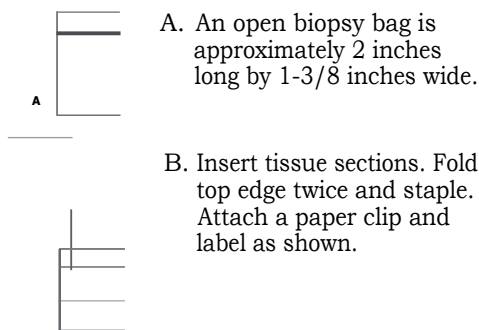 A. An open biopsy bag is
approximately 2 inches
long by 1-3/8 inches wide.
A
B. Insert tissue sections. Fold
top edge twice and staple.
Attach a paper clip and
label as shown.